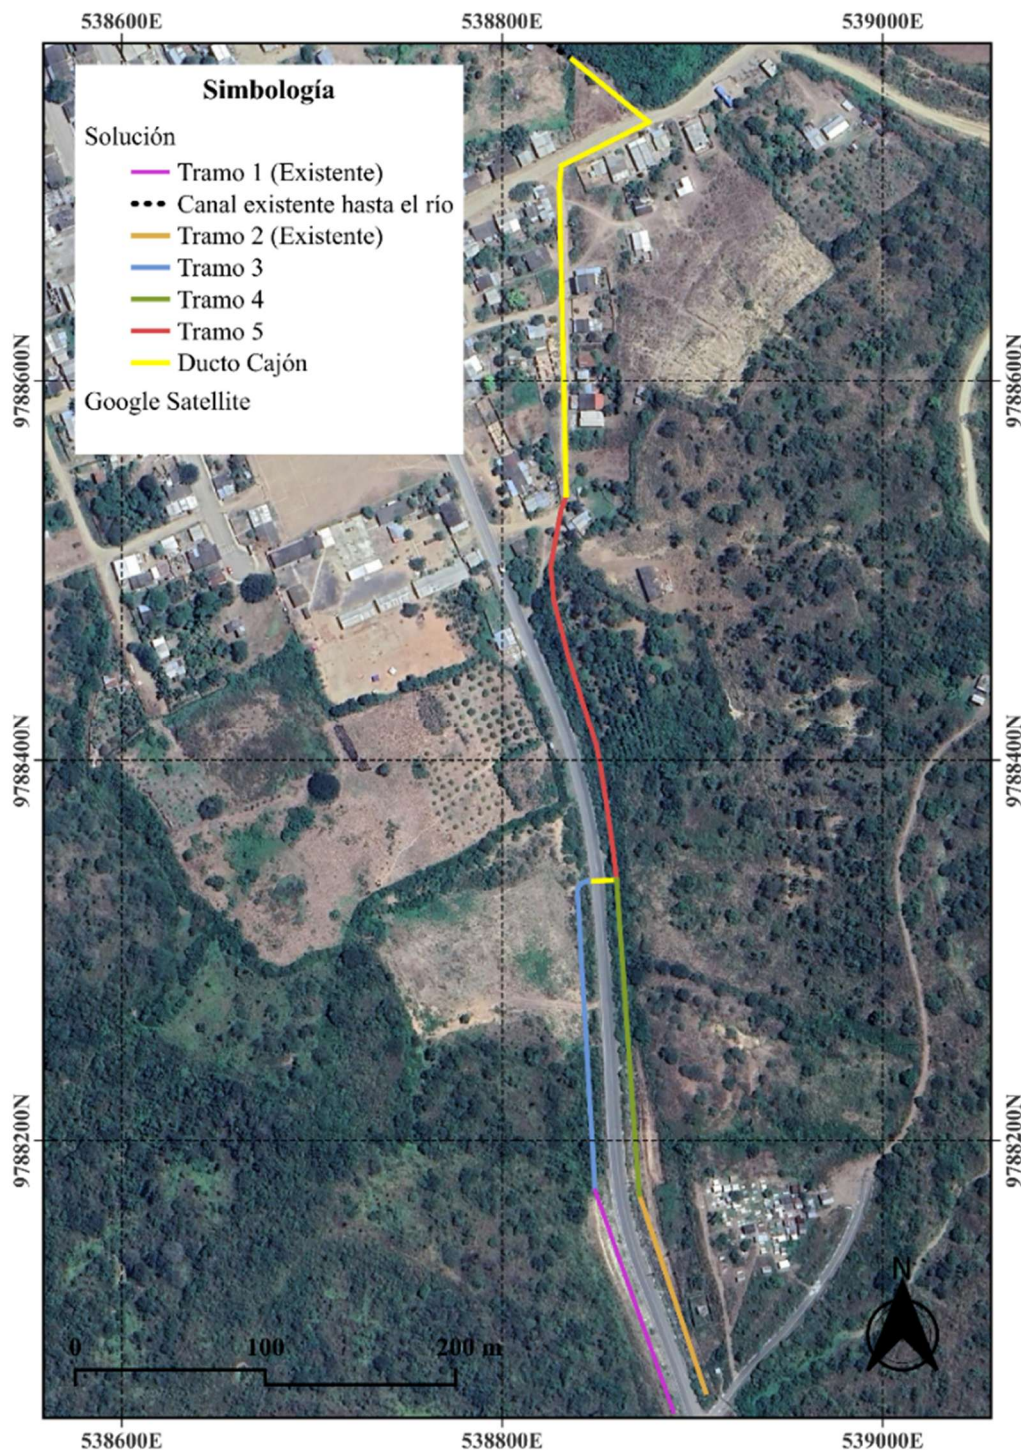 538600E 538800E 539000E
Simbología
Solución
Tramo 1 (Existente)
Canal existente hasta el río
Tramo 2 (Existente)
Tramo 3
Tramo 4
Tramo 5
Ducto Cajón
Google Satellite
9788600N 9788600N
9788400N 9788400N
9788200N 9788200N
N
0 100 200 m
538600E 538800E 539000E